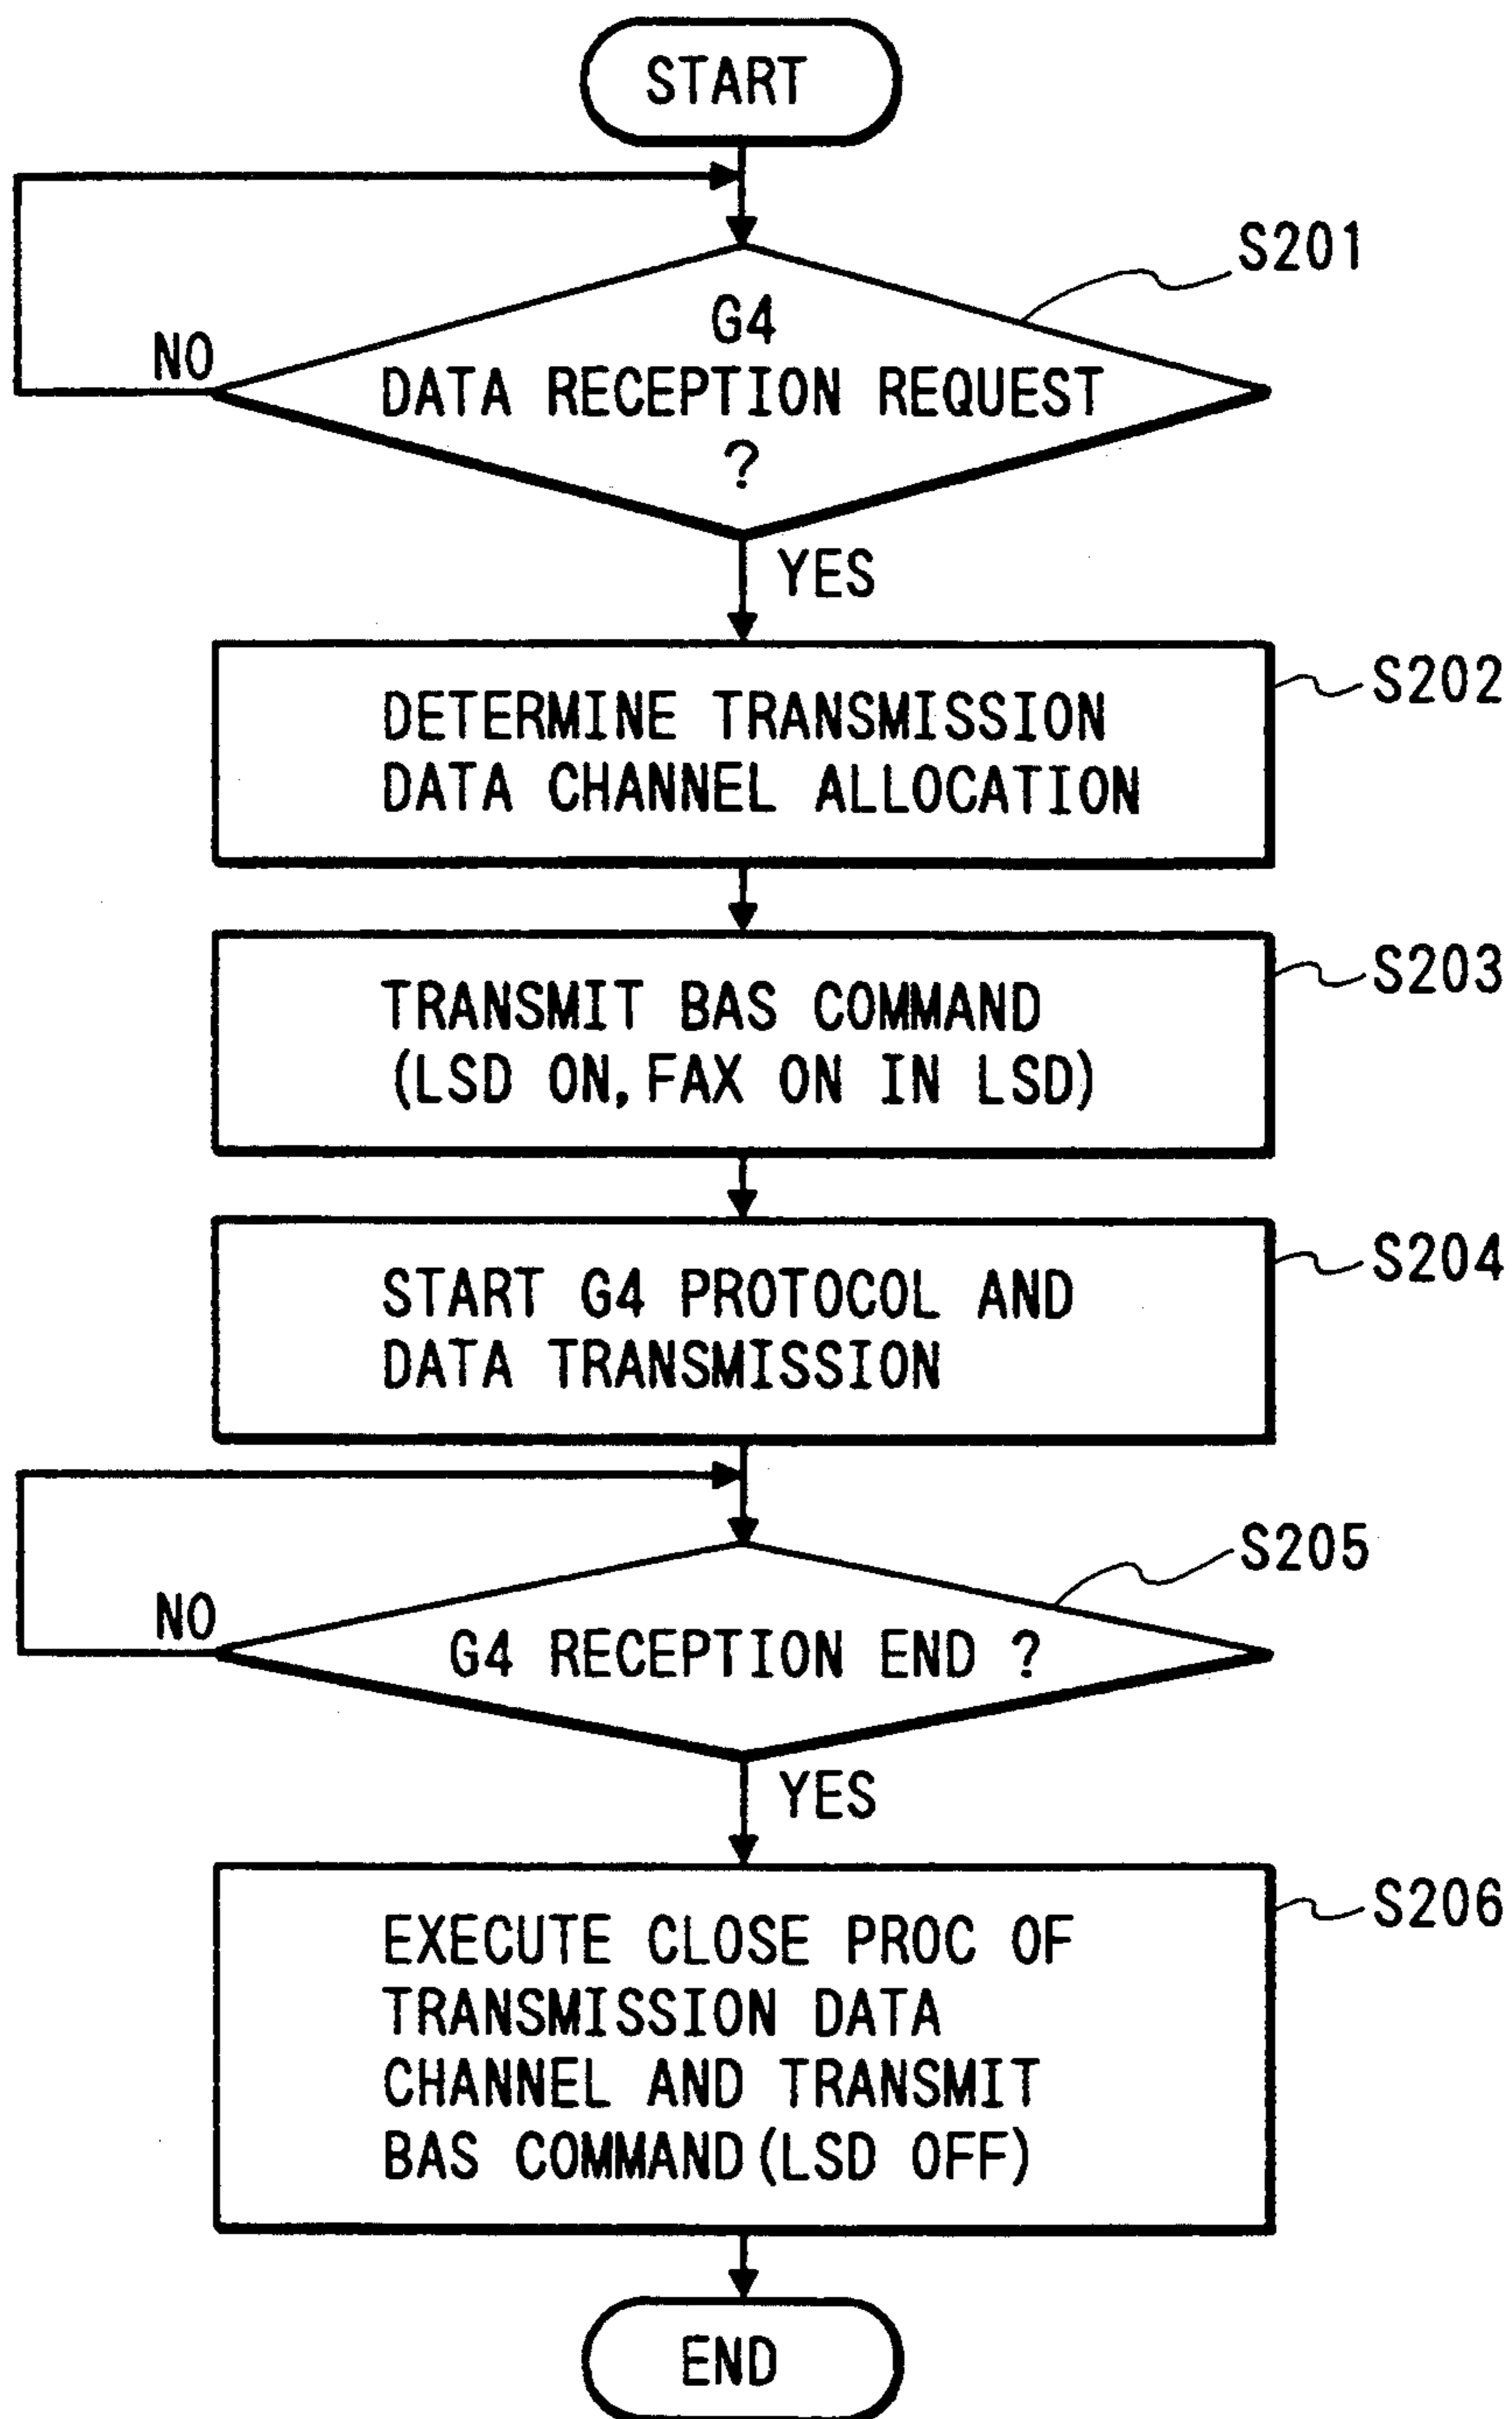 START
S201
G4
DATA RECEPTION REQUEST
?
NO
YES
S202
DETERMINE TRANSMISSION
DATA CHANNEL ALLOCATION
S203
TRANSMIT BAS COMMAND
(LSD ON, FAX ON IN LSD)
S204
START G4 PROTOCOL AND
DATA TRANSMISSION
S205
NO
G4 RECEPTION END ?
YES
S206
EXECUTE CLOSE PROC OF
TRANSMISSION DATA
CHANNEL AND TRANSMIT
BAS COMMAND (LSD OFF)
END